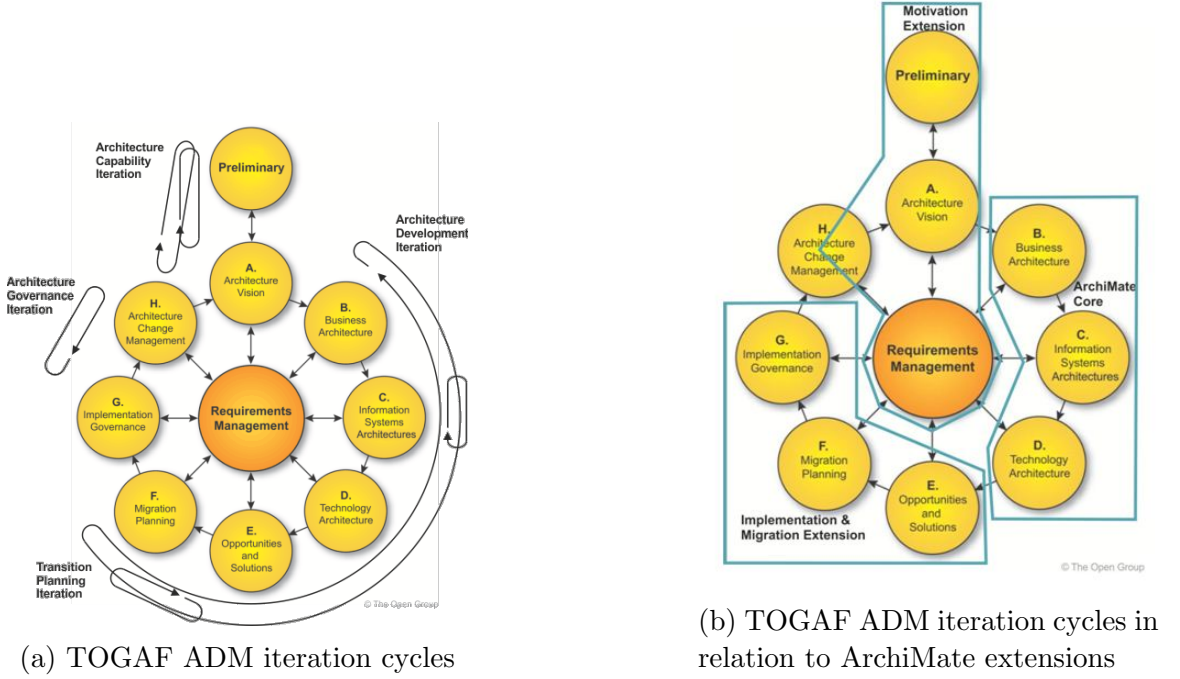 Architecture
Capability
Iteration
Preliminary
Architecture
Development
Iteration
A.
Architecture
Vision
Architecture
Governance
Iteration
H.
Architecture
Change
Management
B.
Business
Architecture
G.
Implementation
Governance
Requirements
Management
C.
Information
Systems
Architectures
F.
Migration
Planning
D.
Technology
Architecture
E.
Opportunities
and
Solutions
Transition
Planning
Iteration
© The Open Group
(a) TOGAF ADM iteration cycles
Motivation
Extension
Preliminary
A.
Architecture
Vision
H.
Architecture
Change
Management
B.
Business
Architecture
ArchiMate
Core
G.
Implementation
Governance
Requirements
Management
C.
Information
Systems
Architectures
F.
Migration
Planning
D.
Technology
Architecture
E.
Opportunities
and
Solutions
Implementation &
Migration Extension
© The Open Group
(b) TOGAF ADM iteration cycles in
relation to ArchiMate extensions